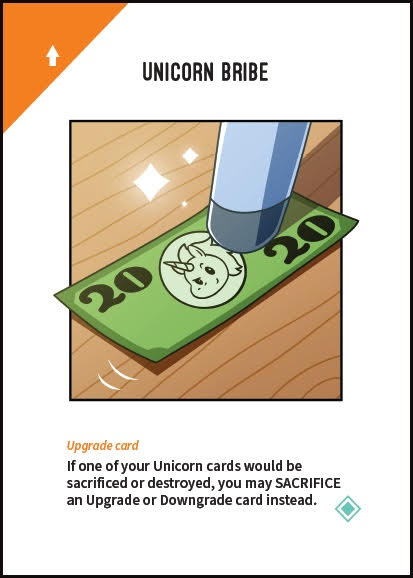 UNICORN BRIBE
20
20
Upgrade card
If one of your Unicorn cards would be
sacrificed or destroyed, you may SACRIFICE
an Upgrade or Downgrade card instead.